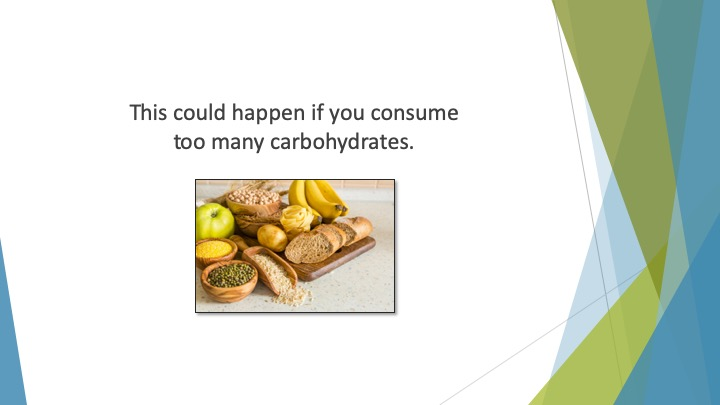 This could happen if you consume
too many carbohydrates.